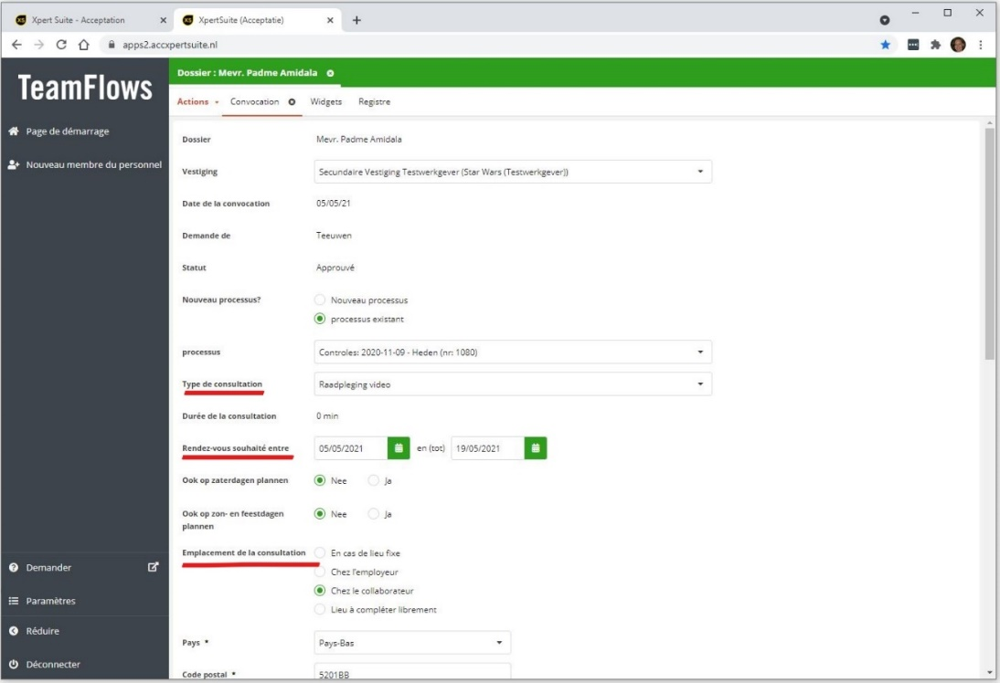 Xpert Suite - Acceptation
XpertSuite (Acceptatie)
apps2.accxpertsuite.nl
TeamFlows
Page de démarrage
Nouveau membre du personnel
Demander
Paramètres
Réduire
Déconnecter
Dossier : Mevr. Padme Amidala
Actions Convocation Widgets Registre
Dossier Mevr. Padme Amidala
Vestiging Secundaire Vestiging Testwerkgever (Star Wars (Testwerkgever))
Date de la convocation 05/05/21
Demande de Teeuwen
Statut Approuvé
Nouveau processus? Nouveau processus
processus existant
processus Controles: 2020-11-09 - Heden (nr: 1080)
Type de consultation Raadpleging video
Durée de la consultation 0 min
Rendez-vous souhaité entre 05/05/2021 en (tot) 19/05/2021
Ook op zaterdagen plannen Nee Ja
Ook op zon- en feestdagen Nee Ja
plannen
Emplacement de la consultation En cas de lieu fixe
Chez l'employeur
Chez le collaborateur
Lieu à compléter librement
Pays * Pays-Bas
Code postal * 5201BB